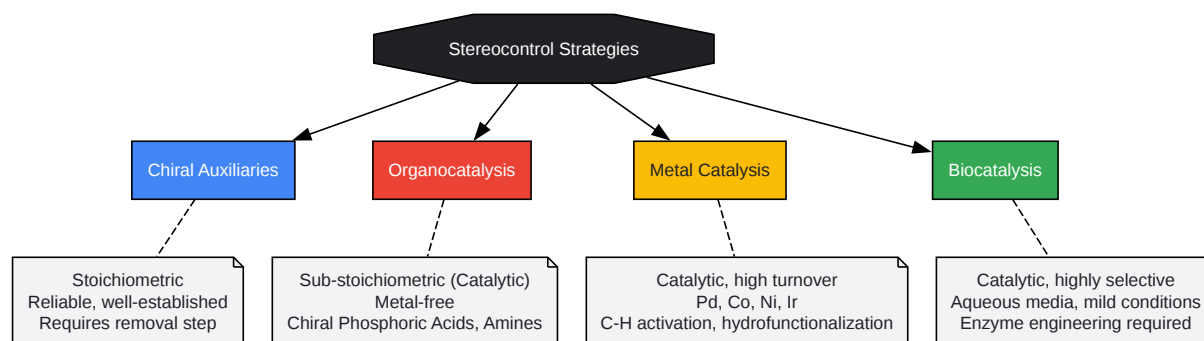 Stereocontrol Strategies
Chiral Auxiliaries
Organocatalysis
Metal Catalysis
Biocatalysis
Stoichiometric
Reliable, well-established
Requires removal step
Sub-stoichiometric (Catalytic)
Metal-free
Chiral Phosphoric Acids, Amines
Catalytic, high turnover
Pd, Co, Ni, Ir
C-H activation, hydrofunctionalization
Catalytic, highly selective
Aqueous media, mild conditions
Enzyme engineering required